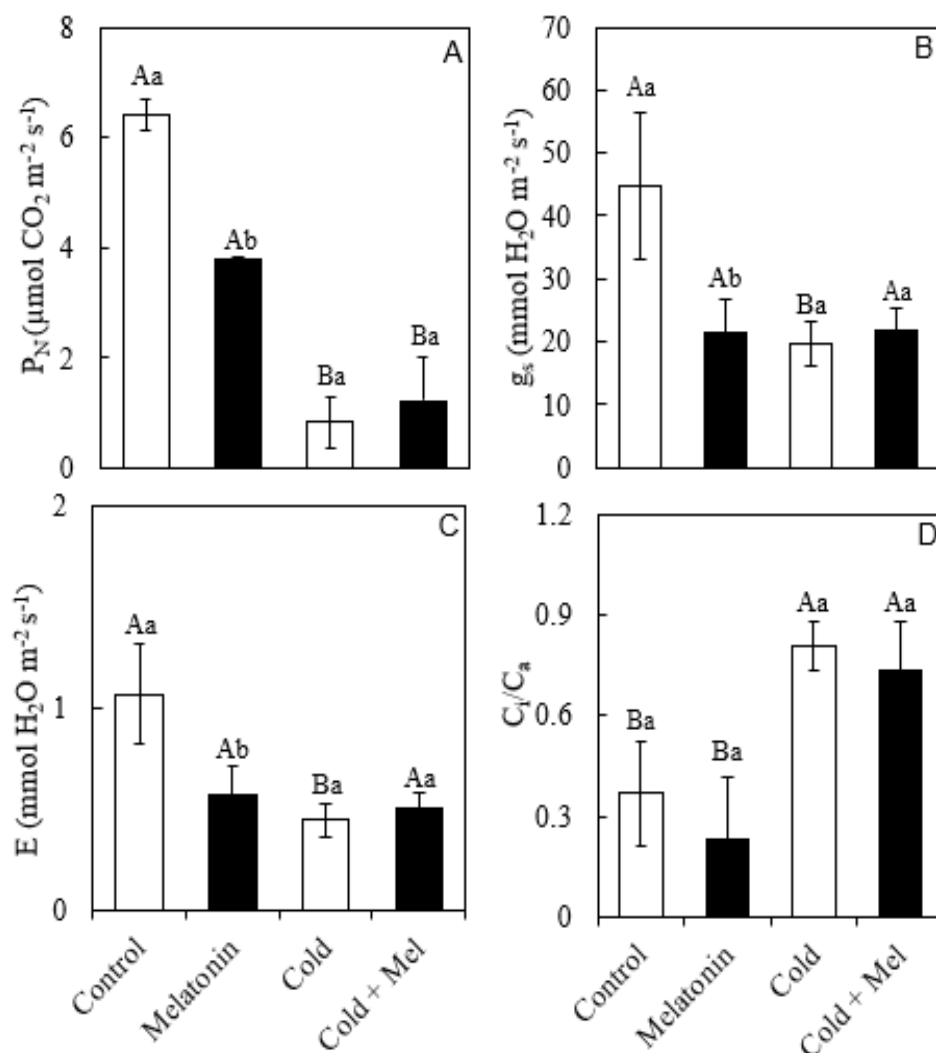 A
P_N (µmol CO₂ m⁻² s⁻¹)
8
6
4
2
0
Aa
Ab
Ba
Ba
B
g_s (mmol H₂O m⁻² s⁻¹)
70
60
50
40
30
20
10
0
Aa
Ab
Ba
Aa
C
E (mmol H₂O m⁻² s⁻¹)
2
1
0
Aa
Ab
Ba
Aa
Control
Melatonin
Cold
Cold + Mel
D
C_i/C_a
1.2
0.9
0.6
0.3
0
Ba
Ba
Aa
Aa
Control
Melatonin
Cold
Cold + Mel